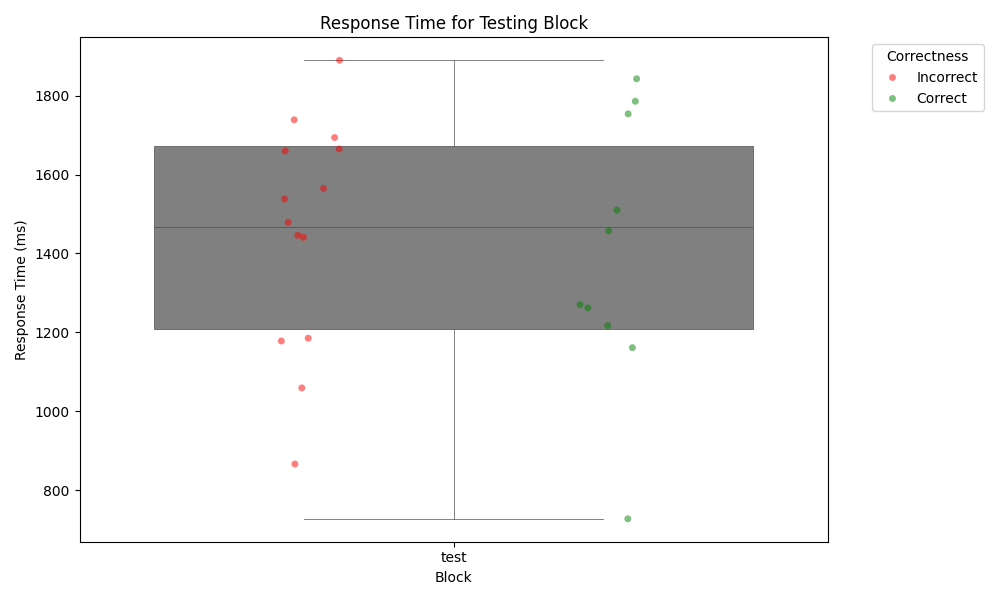 Response Time for Testing Block
Correctness
Incorrect
Correct
Response Time (ms)
1800
1600
1400
1200
1000
800
test
Block